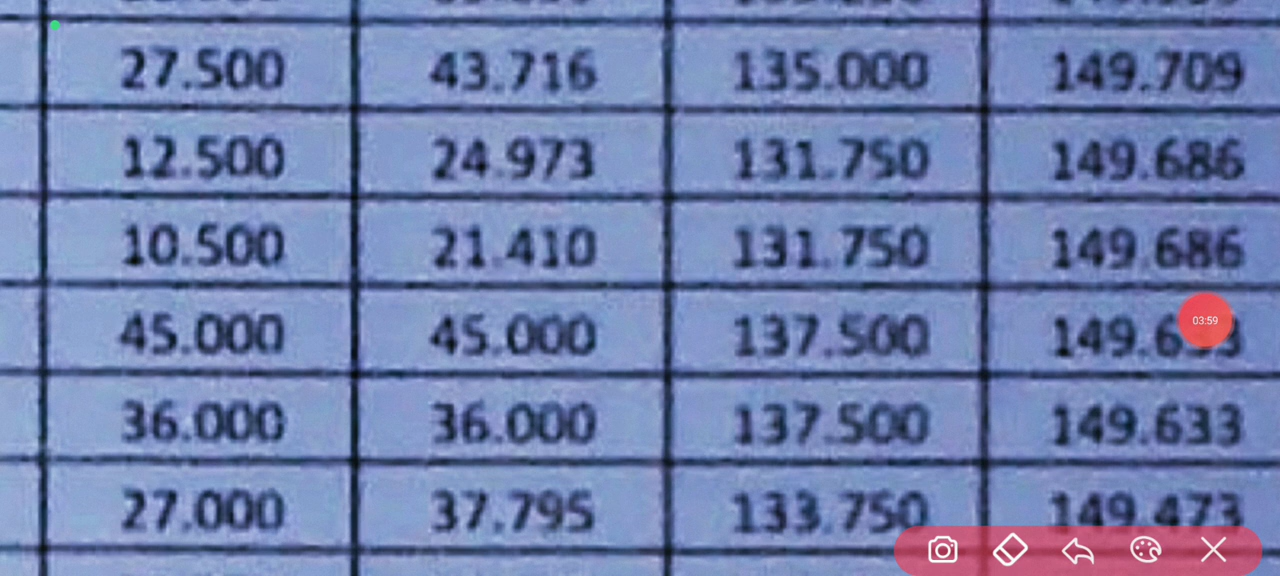 27.500 43.716 135.000 149.709
12.500 24.973 131.750 149.686
10.500 21.410 131.750 149.686
45.000 45.000 137.500
03:59
36.000 36.000 137.500 149.633
27.000 37.795 133.750 149.473